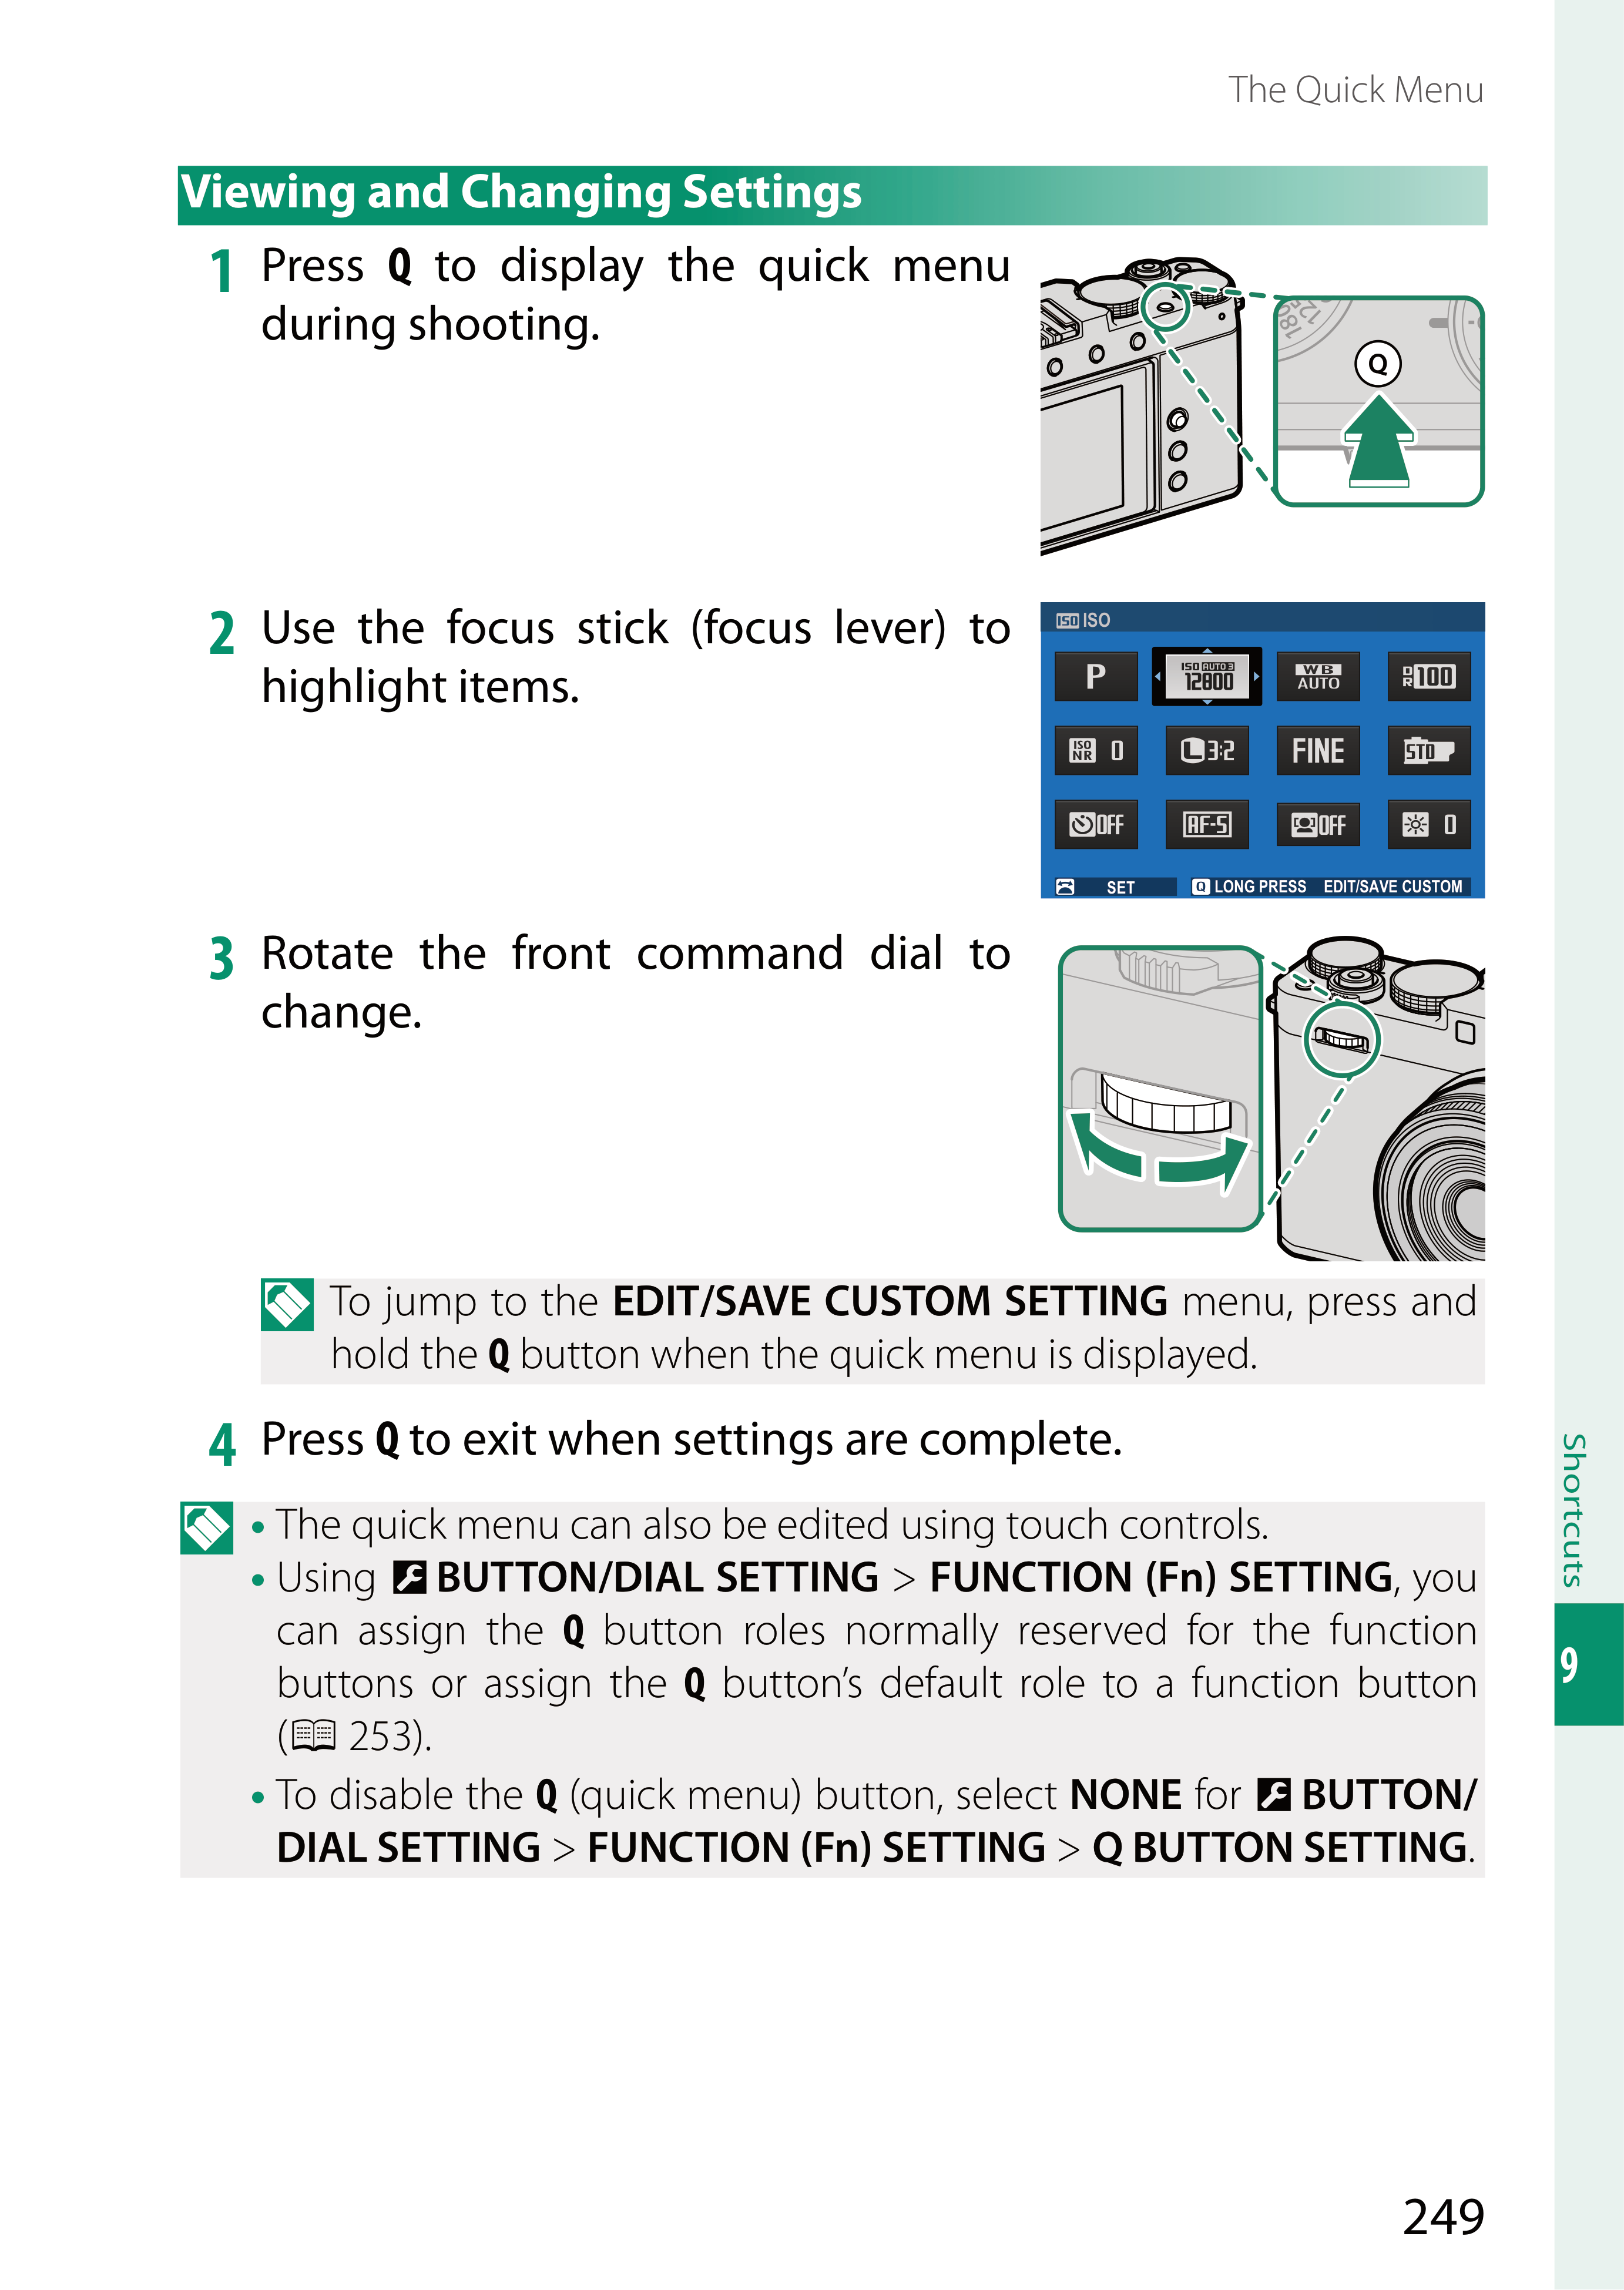 The Quick Menu
Viewing and Changing Settings
1 Press Q to display the quick menu
during shooting.
Q
2 Use the focus stick (focus lever) to
highlight items.
ISO ISO
P ISO AUTO3 12800 WB AUTO DR 100
ISO NR 0 L 3:2 FINE STD
OFF AF-S OFF 0
SET Q LONG PRESS EDIT/SAVE CUSTOM
3 Rotate the front command dial to
change.
To jump to the EDIT/SAVE CUSTOM SETTING menu, press and
hold the Q button when the quick menu is displayed.
4 Press Q to exit when settings are complete.
• The quick menu can also be edited using touch controls.
• Using BUTTON/DIAL SETTING > FUNCTION (Fn) SETTING, you
can assign the Q button roles normally reserved for the function
buttons or assign the Q button’s default role to a function button
( 253).
• To disable the Q (quick menu) button, select NONE for BUTTON/
DIAL SETTING > FUNCTION (Fn) SETTING > Q BUTTON SETTING.
Shortcuts
9
249